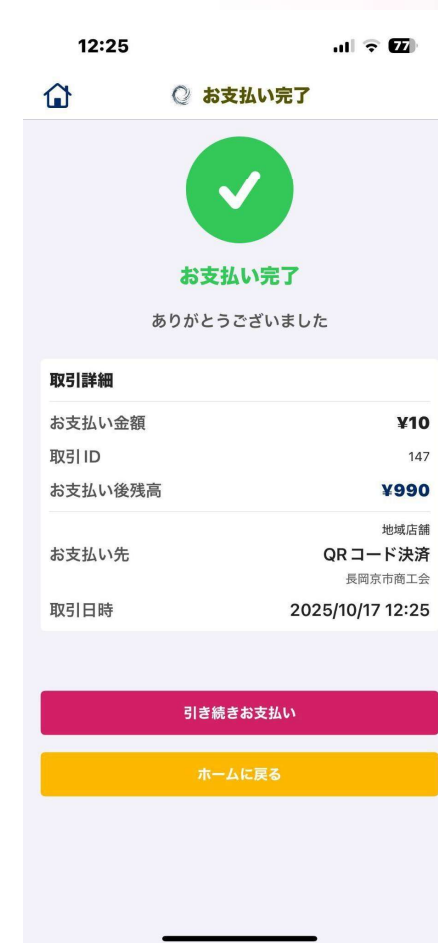 12:25
77
お支払い完了
お支払い完了
ありがとうございました
取引詳細
お支払い金額 ¥10
取引ID 147
お支払い後残高 ¥990
地域店舗
お支払い先 QRコード決済
長岡京市商工会
取引日時 2025/10/17 12:25
引き続きお支払い
ホームに戻る